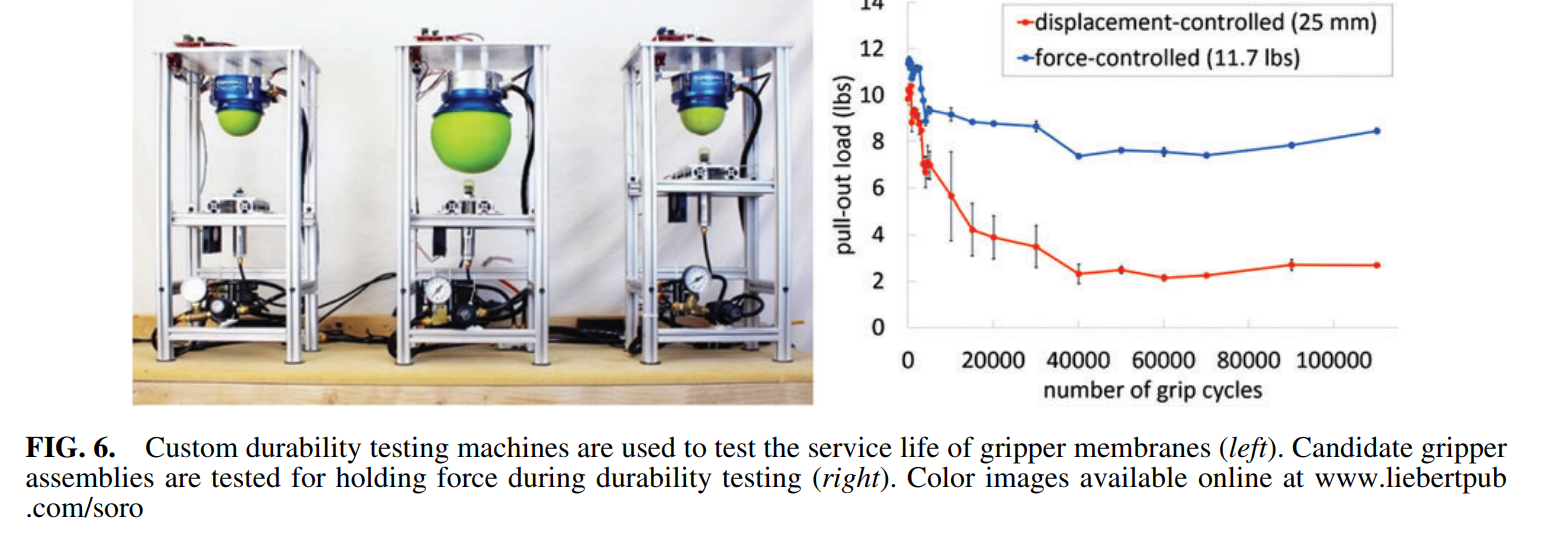 14
displacement-controlled (25 mm)
12
force-controlled (11.7 lbs)
10
8
6
4
2
0
pull-out load (lbs)
0 20000 40000 60000 80000 100000
number of grip cycles
FIG. 6. Custom durability testing machines are used to test the service life of gripper membranes (left). Candidate gripper
assemblies are tested for holding force during durability testing (right). Color images available online at www.liebertpub
.com/soro